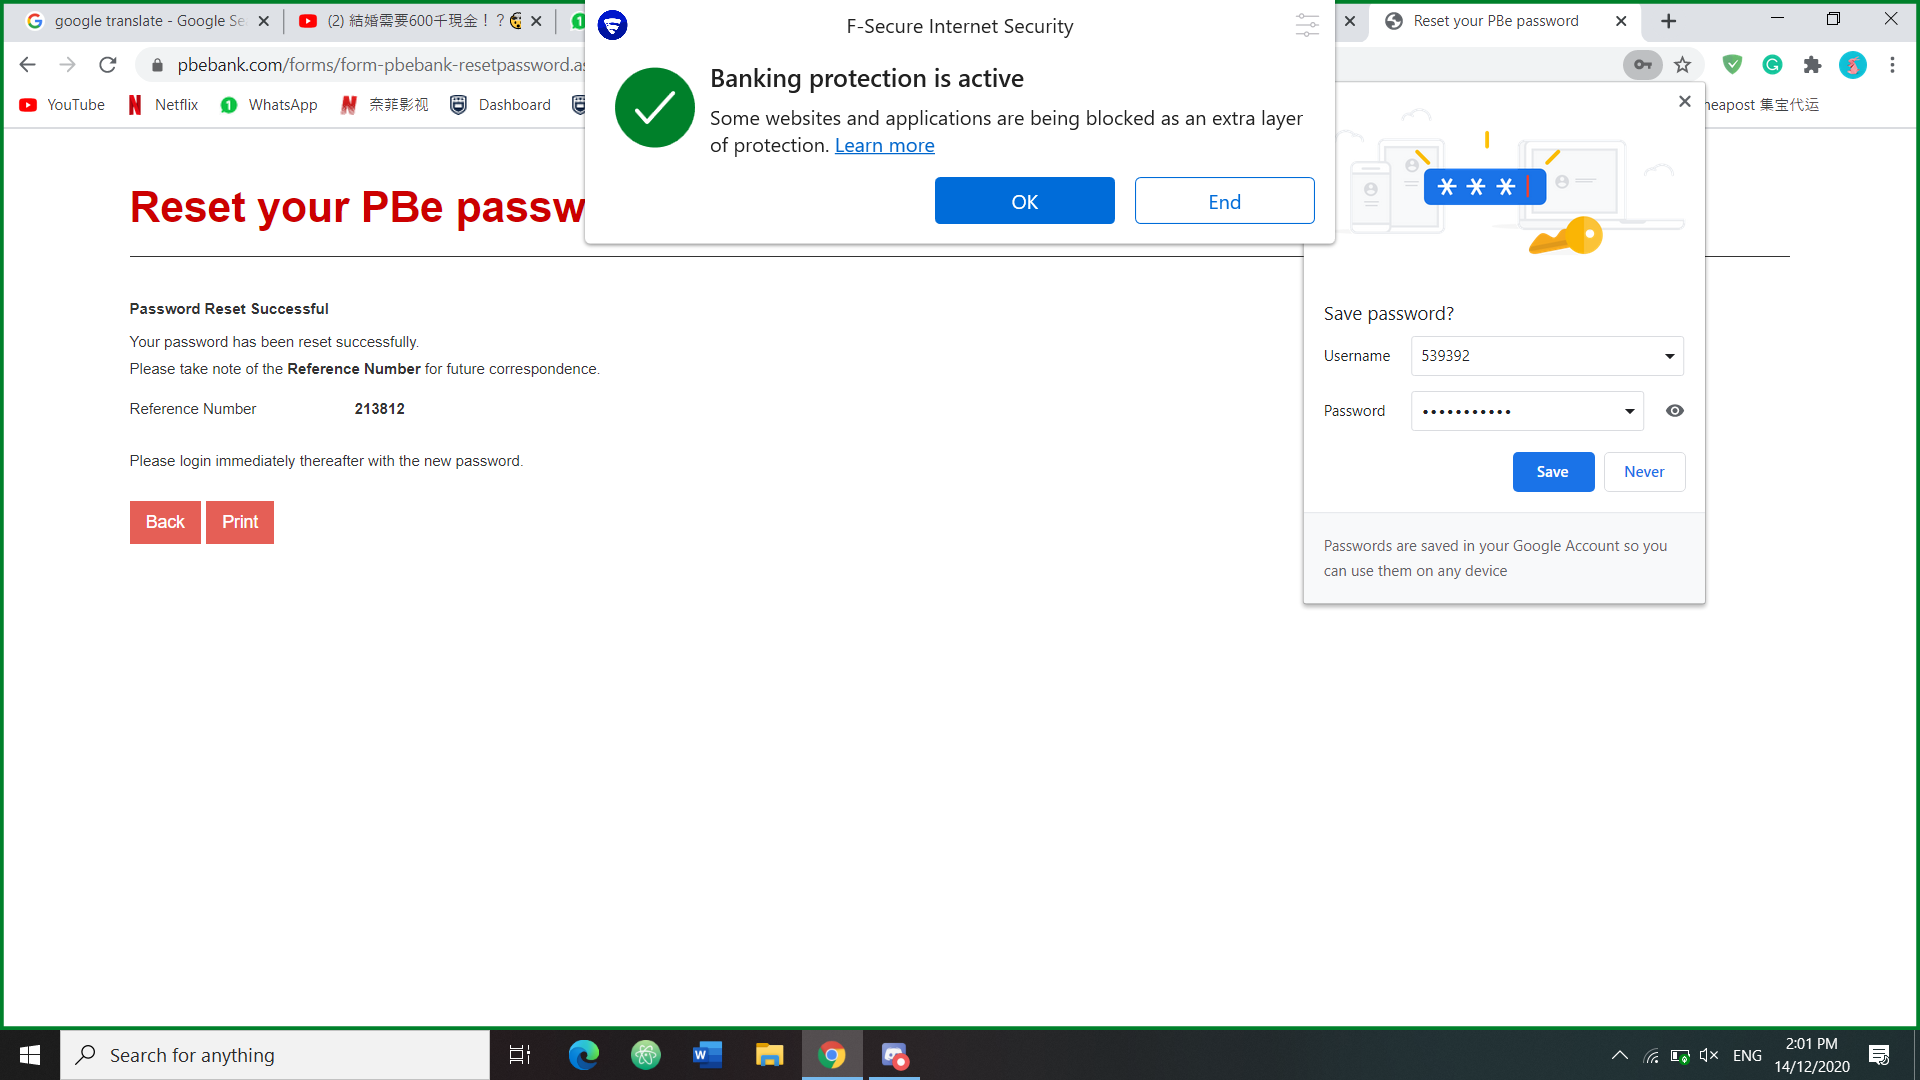 google translate - Google Se
(2) 結婚需要600千現金！？
F-Secure Internet Security
Reset your PBe password
pbebank.com/forms/form-pbebank-resetpassword.as
YouTube
Netflix
1 WhatsApp
奈菲影视
Dashboard
heapost 集宝代运
Banking protection is active
Some websites and applications are being blocked as an extra layer
of protection. Learn more
OK
End
Reset your PBe passw
Password Reset Successful
Your password has been reset successfully.
Please take note of the Reference Number for future correspondence.
Reference Number 213812
Please login immediately thereafter with the new password.
Back
Print
* * *
Save password?
Username 539392
Password •••••••••••
Save
Never
Passwords are saved in your Google Account so you
can use them on any device
Search for anything
ENG
2:01 PM
14/12/2020